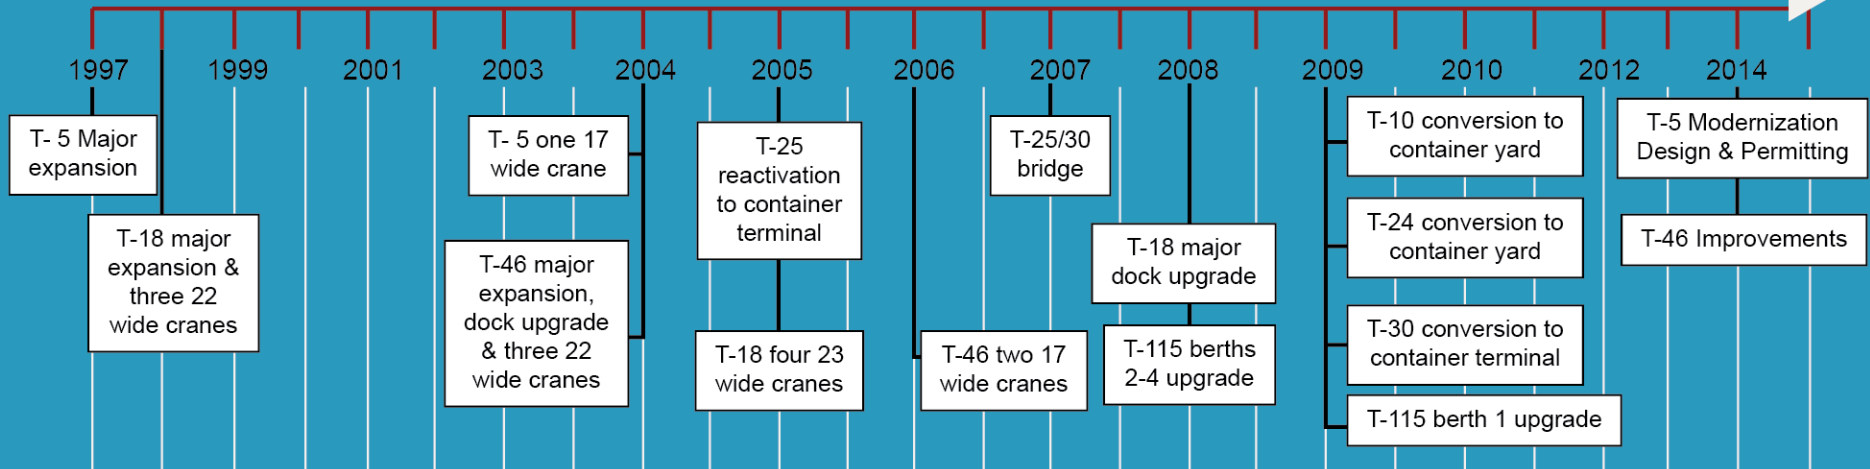 1997 1999 2001 2003 2004 2005 2006 2007 2008 2009 2010 2012 2014
T- 5 Major
expansion
T-18 major
expansion &
three 22
wide cranes
T- 5 one 17
wide crane
T-46 major
expansion,
dock upgrade
& three 22
wide cranes
T-25
reactivation
to container
terminal
T-18 four 23
wide cranes
T-46 two 17
wide cranes
T-25/30
bridge
T-18 major
dock upgrade
T-115 berths
2-4 upgrade
T-10 conversion to
container yard
T-24 conversion to
container yard
T-30 conversion to
container terminal
T-115 berth 1 upgrade
T-5 Modernization
Design & Permitting
T-46 Improvements